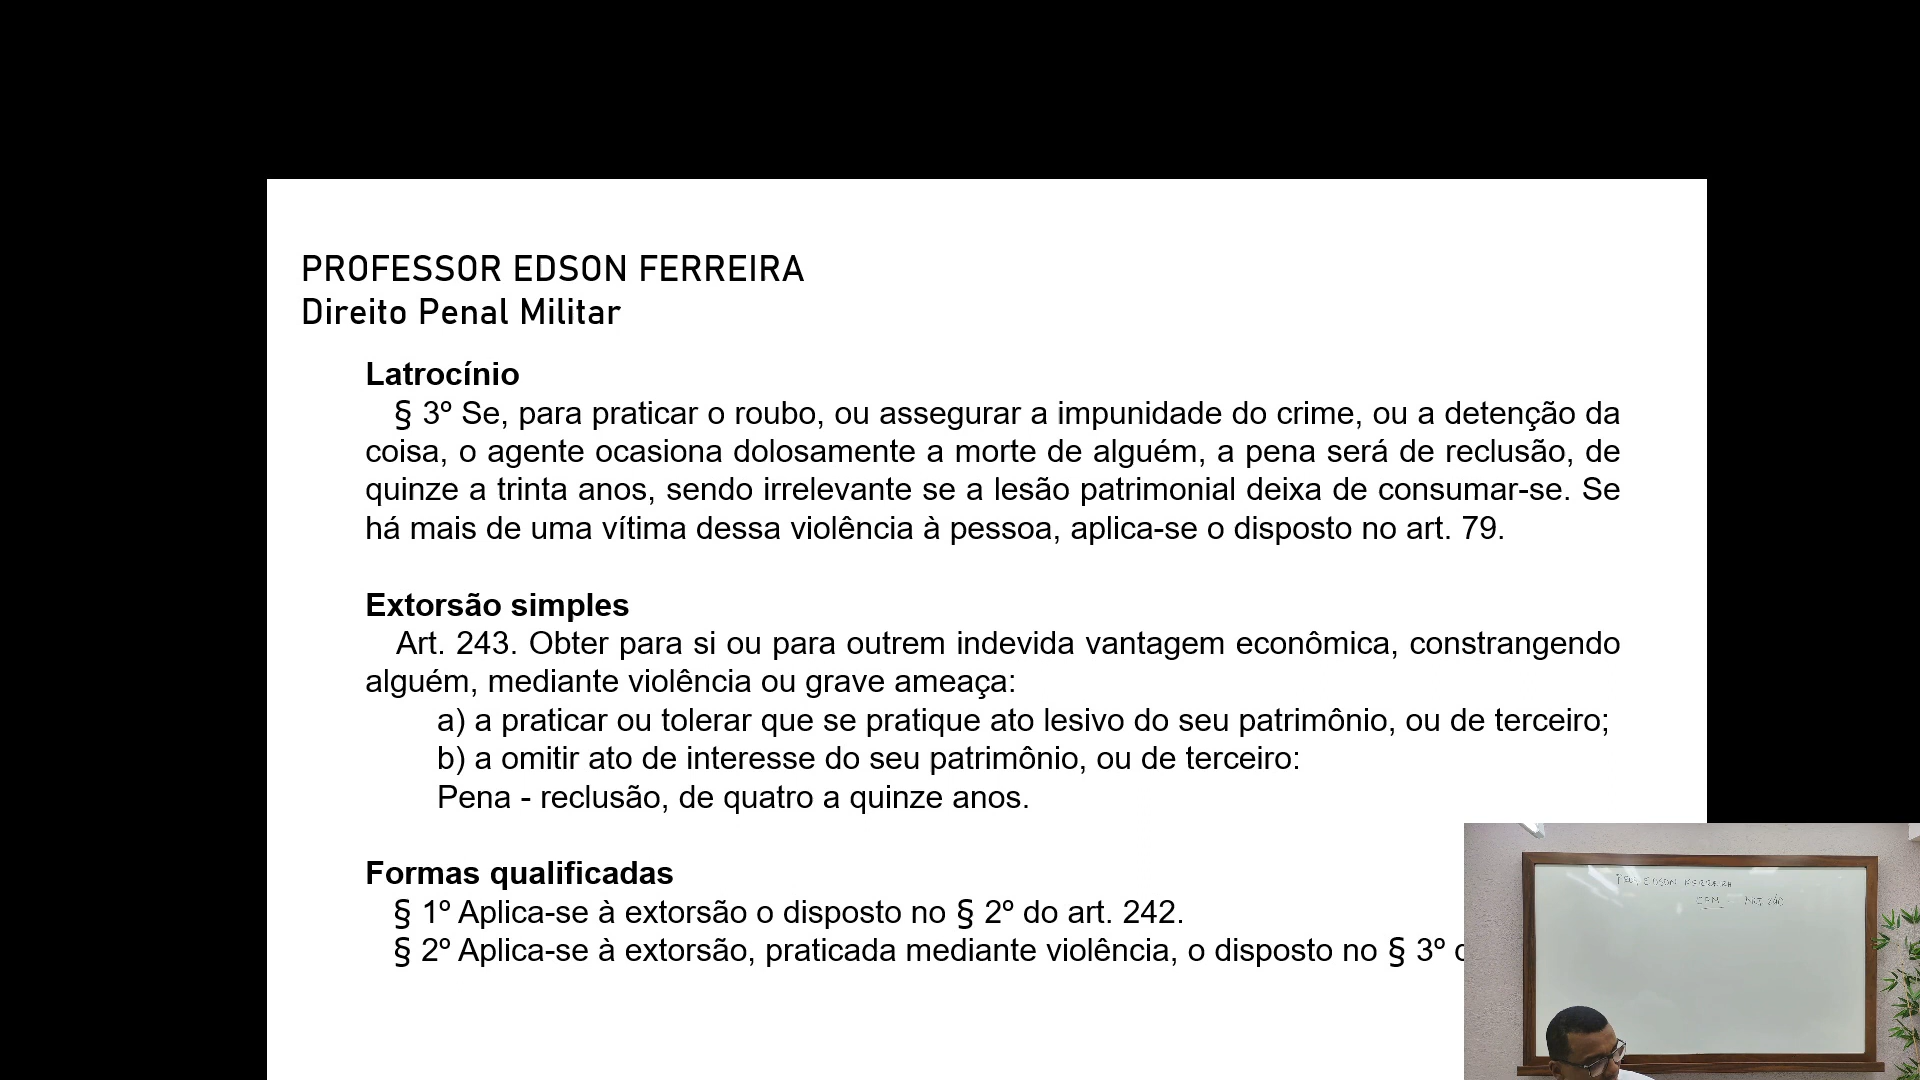 PROFESSOR EDSON FERREIRA
Direito Penal Militar
Latrocínio
§ 3º Se, para praticar o roubo, ou assegurar a impunidade do crime, ou a detenção da
coisa, o agente ocasiona dolosamente a morte de alguém, a pena será de reclusão, de
quinze a trinta anos, sendo irrelevante se a lesão patrimonial deixa de consumar-se. Se
há mais de uma vítima dessa violência à pessoa, aplica-se o disposto no art. 79.
Extorsão simples
Art. 243. Obter para si ou para outrem indevida vantagem econômica, constrangendo
alguém, mediante violência ou grave ameaça:
a) a praticar ou tolerar que se pratique ato lesivo do seu patrimônio, ou de terceiro;
b) a omitir ato de interesse do seu patrimônio, ou de terceiro:
Pena - reclusão, de quatro a quinze anos.
Formas qualificadas
§ 1º Aplica-se à extorsão o disposto no § 2º do art. 242.
§ 2º Aplica-se à extorsão, praticada mediante violência, o disposto no § 3º
EDSON FERREIRA
CPM